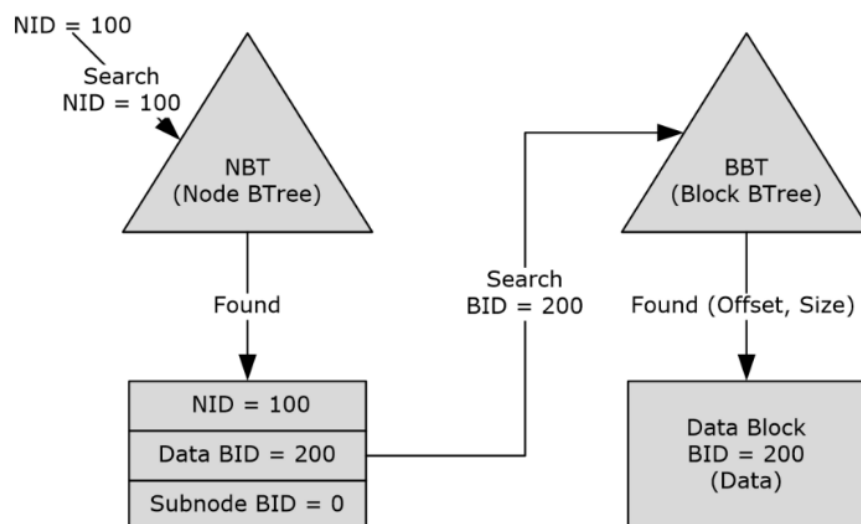 NID = 100
Search
NID = 100
NBT
(Node BTree)
Found
NID = 100
Data BID = 200
Subnode BID = 0
Search
BID = 200
BBT
(Block BTree)
Found (Offset, Size)
Data Block
BID = 200
(Data)